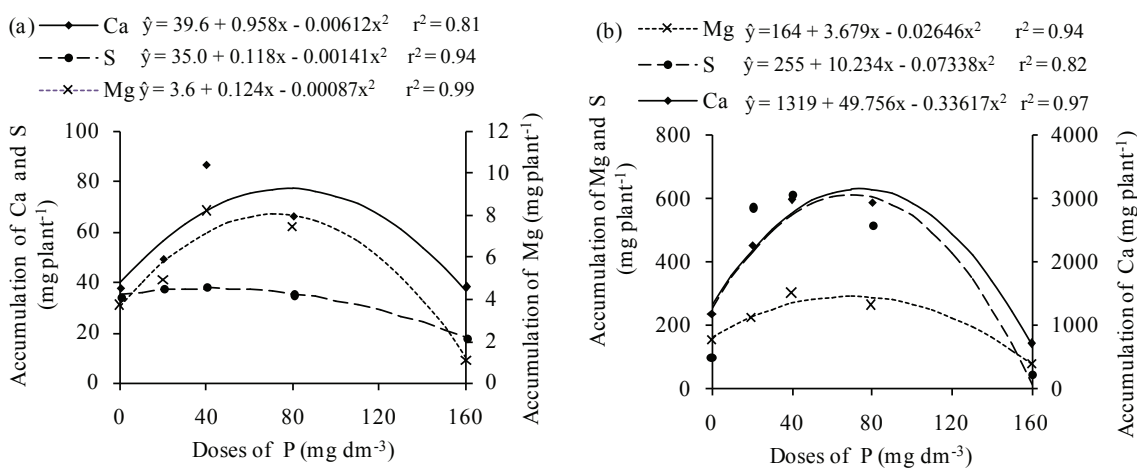 (a) Ca ŷ = 39.6 + 0.958x - 0.00612x² r² = 0.81
S ŷ = 35.0 + 0.118x - 0.00141x² r² = 0.94
Mg ŷ = 3.6 + 0.124x - 0.00087x² r² = 0.99
Accumulation of Ca and S
(mg plant⁻¹)
100
80
60
40
20
0
12
10
8
6
4
2
0
Accumulation of Mg (mg plant⁻¹)
0 40 80 120 160
Doses of P (mg dm⁻³)
(b) Mg ŷ=164 + 3.679x - 0.02646x² r² = 0.94
S ŷ = 255 + 10.234x - 0.07338x² r² = 0.82
Ca ŷ = 1319 + 49.756x - 0.33617x² r² = 0.97
Accumulation of Mg and S
(mg plant⁻¹)
800
600
400
200
0
4000
3000
2000
1000
0
Accumulation of Ca (mg plant⁻¹)
0 40 80 120 160
Doses of P (mg dm⁻³)